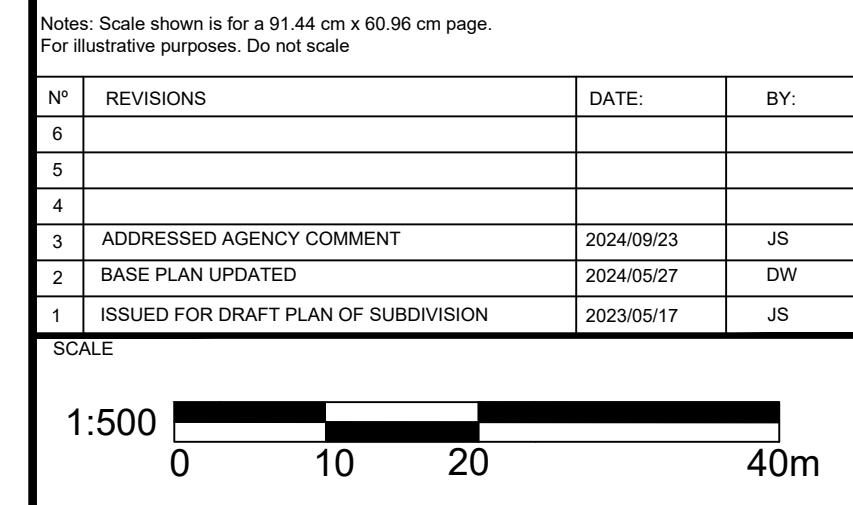 Notes: Scale shown is for a 91.44 cm x 60.96 cm page.
For illustrative purposes. Do not scale
Nº REVISIONS DATE: BY:
6
5
4
3 ADDRESSED AGENCY COMMENT 2024/09/23 JS
2 BASE PLAN UPDATED 2024/05/27 DW
1 ISSUED FOR DRAFT PLAN OF SUBDIVISION 2023/05/17 JS
SCALE
1:500
0 10 20 40m